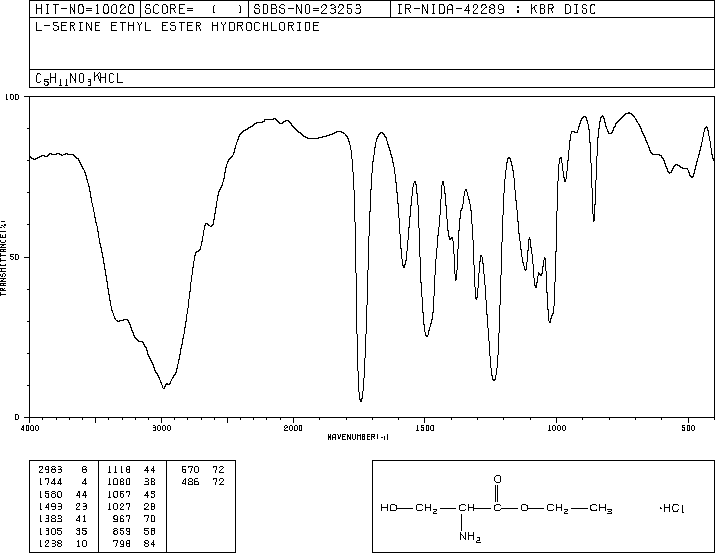 HIT-NO=10020 SCORE= ( ) SDBS-NO=23253 IR-NIDA-42289 : KBR DISC
L-SERINE ETHYL ESTER HYDROCHLORIDE
C5H11NO3 HCL
100
50
0
TRANSMITTANCE(%)
4000 3000 2000 1500 1000 500
WAVENUMBER(-1)
2983 6 1118 44 570 72
1744 4 1080 38 486 72
1580 44 1067 45
1493 23 1027 28
1383 41 967 70
1305 35 859 58
1238 10 798 84
O
HO CH2 CH C O CH2 CH3 ·HCl
NH2